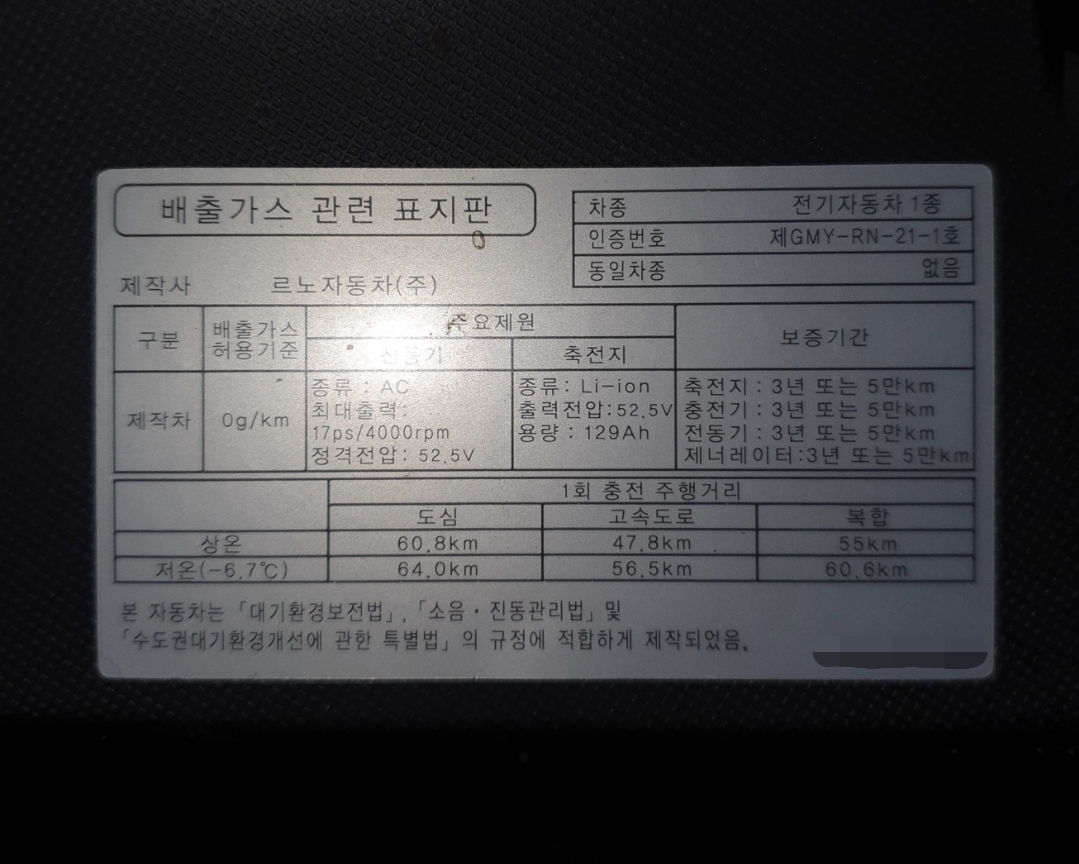 배출가스 관련 표지판
차종 전기자동차 1종
인증번호 제GMY-RN-21-1호
동일차종 없음
제작사 르노자동차(주)
구분 배출가스 허용기준 주요제원 보증기간
전동기 축전지
제작차 0g/km
종류 : AC
최대출력:
17ps/4000rpm
정격전압: 52.5V
종류: Li-ion
출력전압:52.5V
용량 : 129Ah
축전지 : 3년 또는 5만km
충전기 : 3년 또는 5만km
전동기 : 3년 또는 5만km
제너레이터:3년 또는 5만km
1회 충전 주행거리
도심 고속도로 복합
상온 60.8km 47.8km 55km
저온(-6.7℃) 64.0km 56.5km 60.6km
본 자동차는 「대기환경보전법」, 「소음·진동관리법」 및
「수도권대기환경개선에 관한 특별법」의 규정에 적합하게 제작되었음.